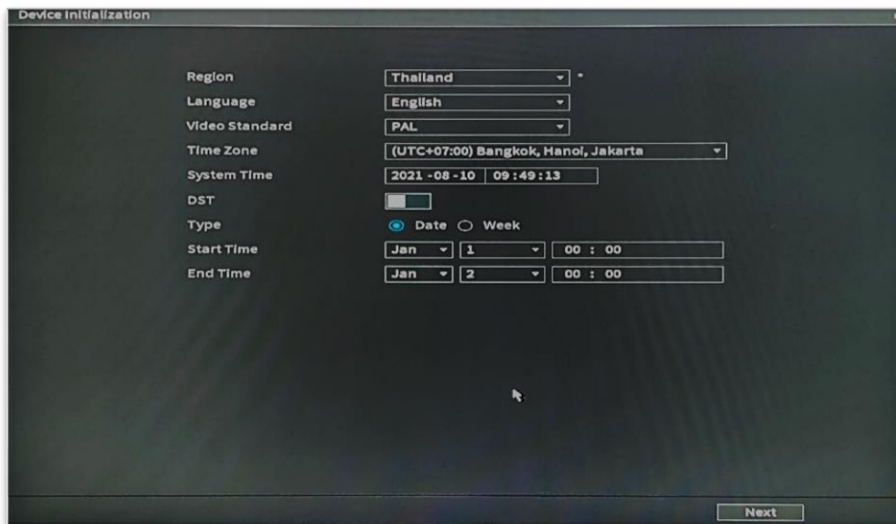 Device Initialization
Region Thailand *
Language English
Video Standard PAL
Time Zone (UTC+07:00) Bangkok, Hanoi, Jakarta
System Time 2021 -08 -10 09 : 49 : 13
DST
Type Date Week
Start Time Jan 1 00 : 00
End Time Jan 2 00 : 00
Next